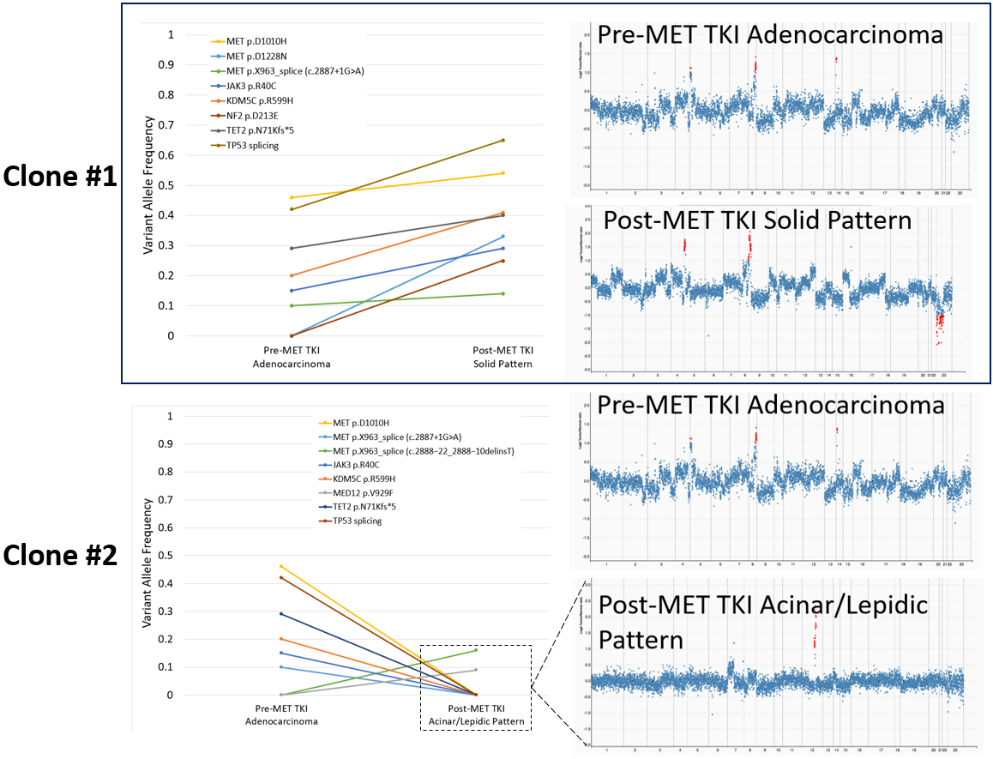 Clone #1
Variant Allele Frequency
1
0.9
0.8
0.7
0.6
0.5
0.4
0.3
0.2
0.1
0
MET p.D1010H
MET p.D1228N
MET p.X963_splice (c.2887+1G>A)
JAK3 p.R40C
KDM5C p.R599H
NF2 p.D213E
TET2 p.N71Kfs*5
TP53 splicing
Pre-MET TKI
Adenocarcinoma
Post-MET TKI
Solid Pattern
Pre-MET TKI Adenocarcinoma
Post-MET TKI Solid Pattern
Clone #2
Variant Allele Frequency
1
0.9
0.8
0.7
0.6
0.5
0.4
0.3
0.2
0.1
0
MET p.D1010H
MET p.X963_splice (c.2887+1G>A)
MET p.X963_splice (c.2888−22_2888−10delinsT)
JAK3 p.R40C
KDM5C p.R599H
MED12 p.V929F
TET2 p.N71Kfs*5
TP53 splicing
Pre-MET TKI
Adenocarcinoma
Post-MET TKI
Acinar/Lepidic Pattern
Pre-MET TKI Adenocarcinoma
Post-MET TKI Acinar/Lepidic
Pattern